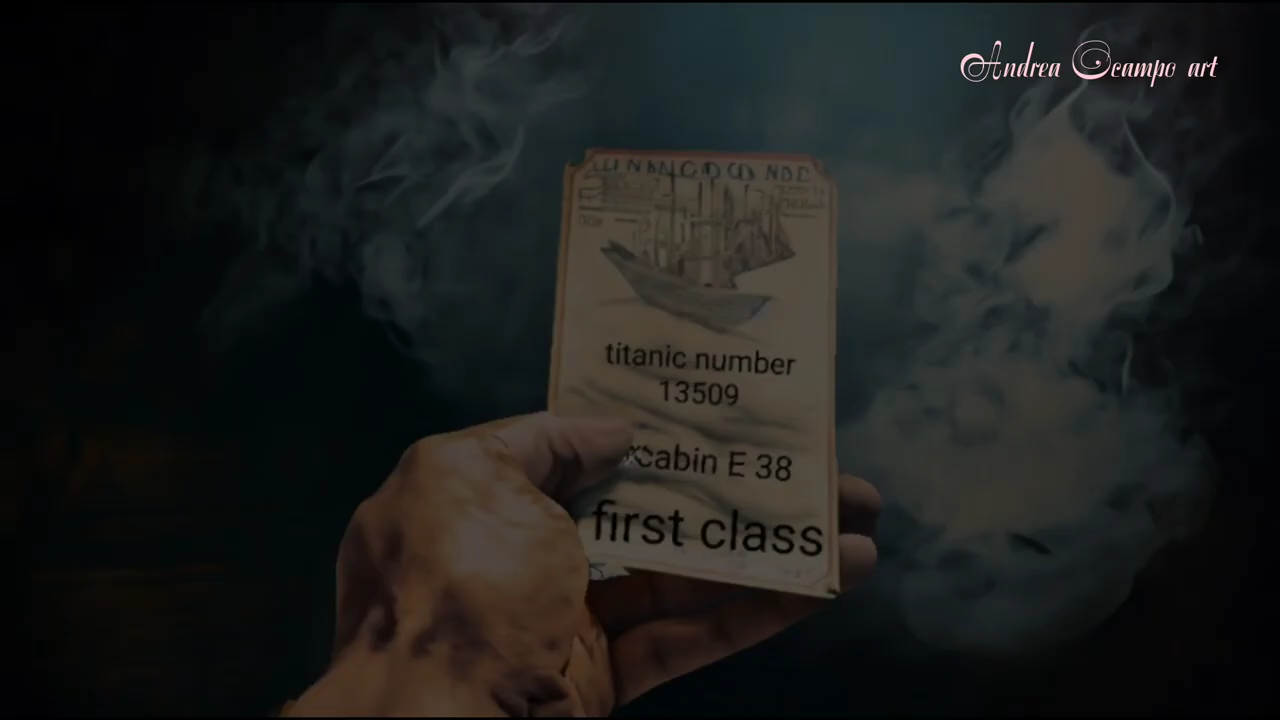 Andrea Ocampo art
titanic number
13509
cabin E 38
first class